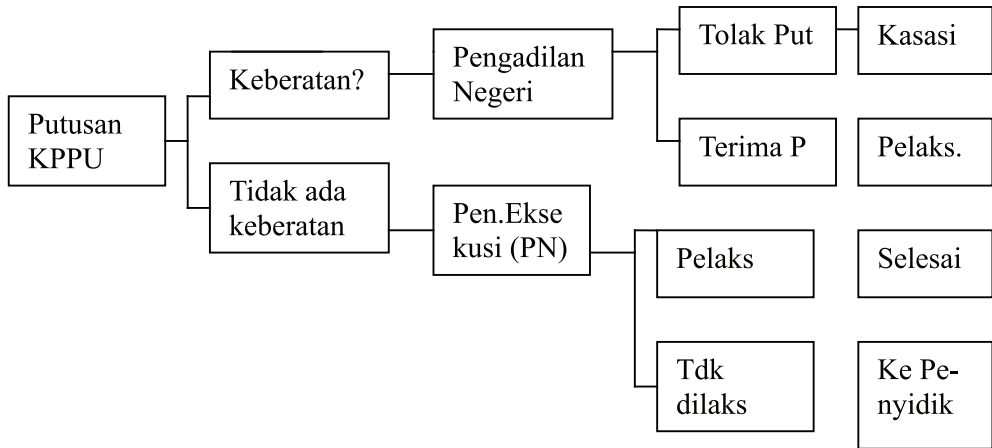 Putusan
KPPU
Keberatan?
Tidak ada
keberatan
Pengadilan
Negeri
Pen.Ekse
kusi (PN)
Tolak Put
Kasasi
Terima P
Pelaks.
Pelaks
Selesai
Tdk
dilaks
Ke Pe-
nyidik